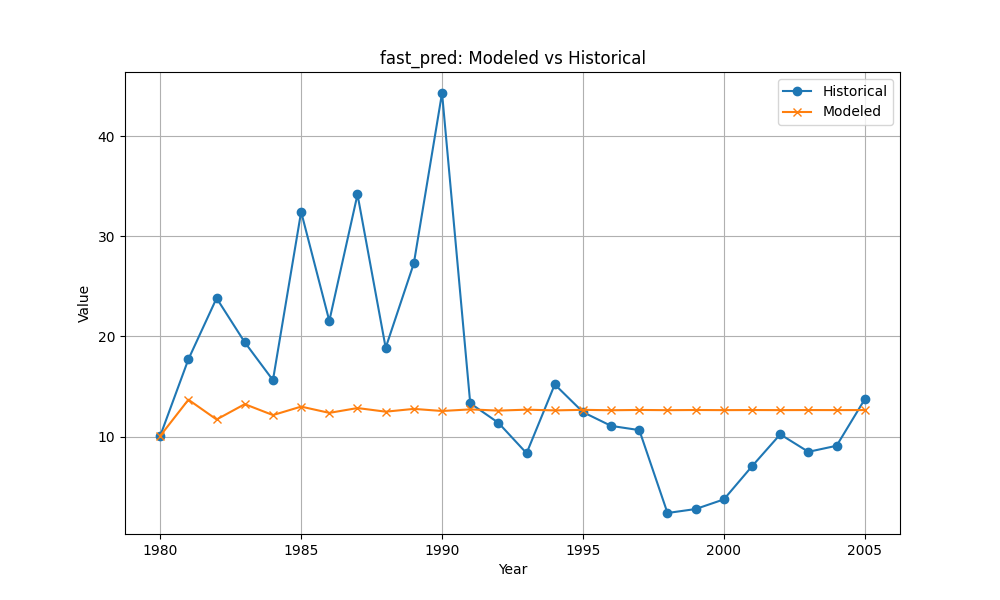 fast_pred: Modeled vs Historical
Historical
Modeled
Value
40
30
20
10
1980 1985 1990 1995 2000 2005
Year